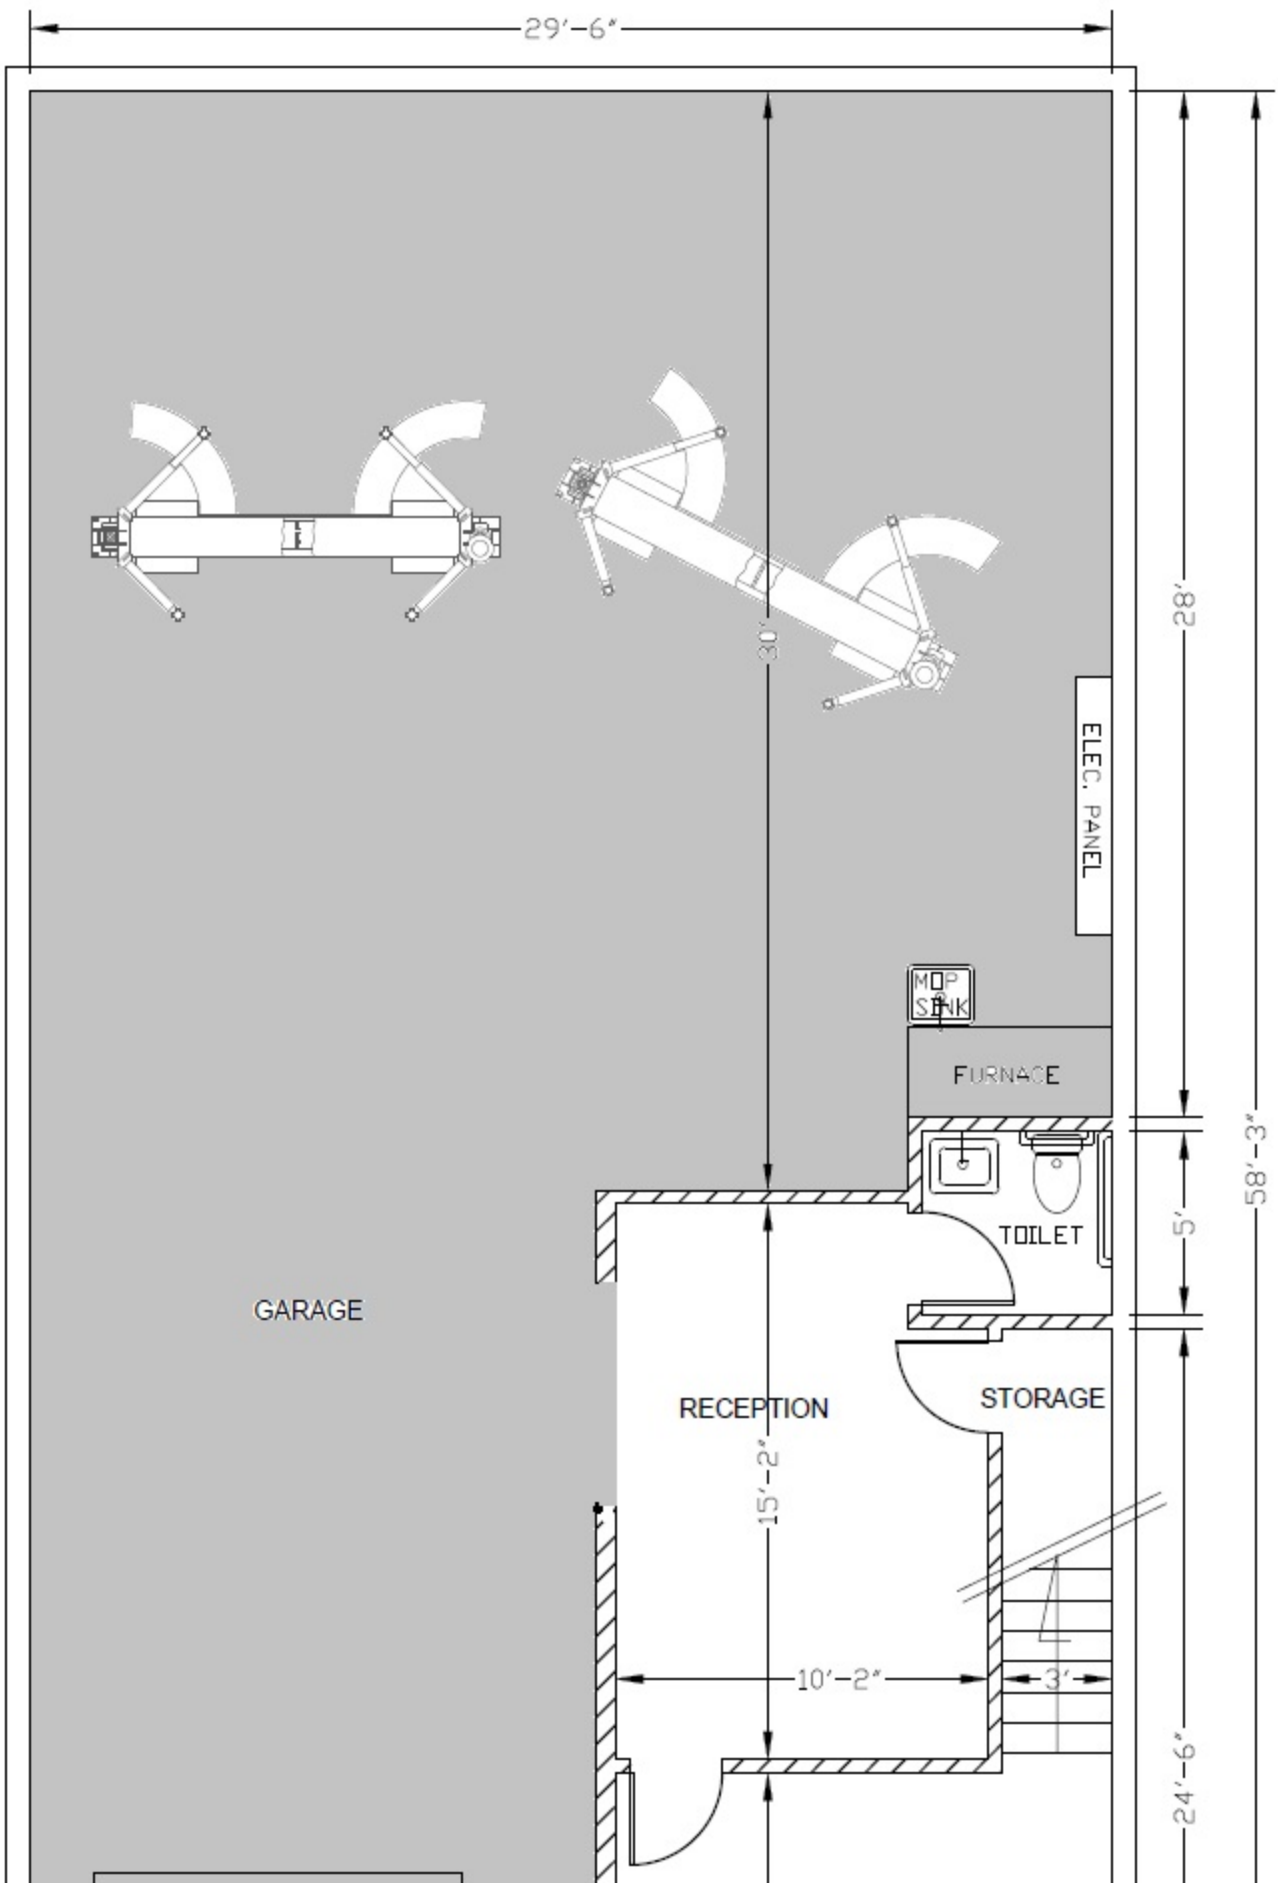 29'-6"
28'
30'
ELEC. PANEL
MOP
SINK
FURNACE
58'-3"
5'
TOILET
GARAGE
STORAGE
RECEPTION
15'-2"
10'-2"
3'
24'-6"